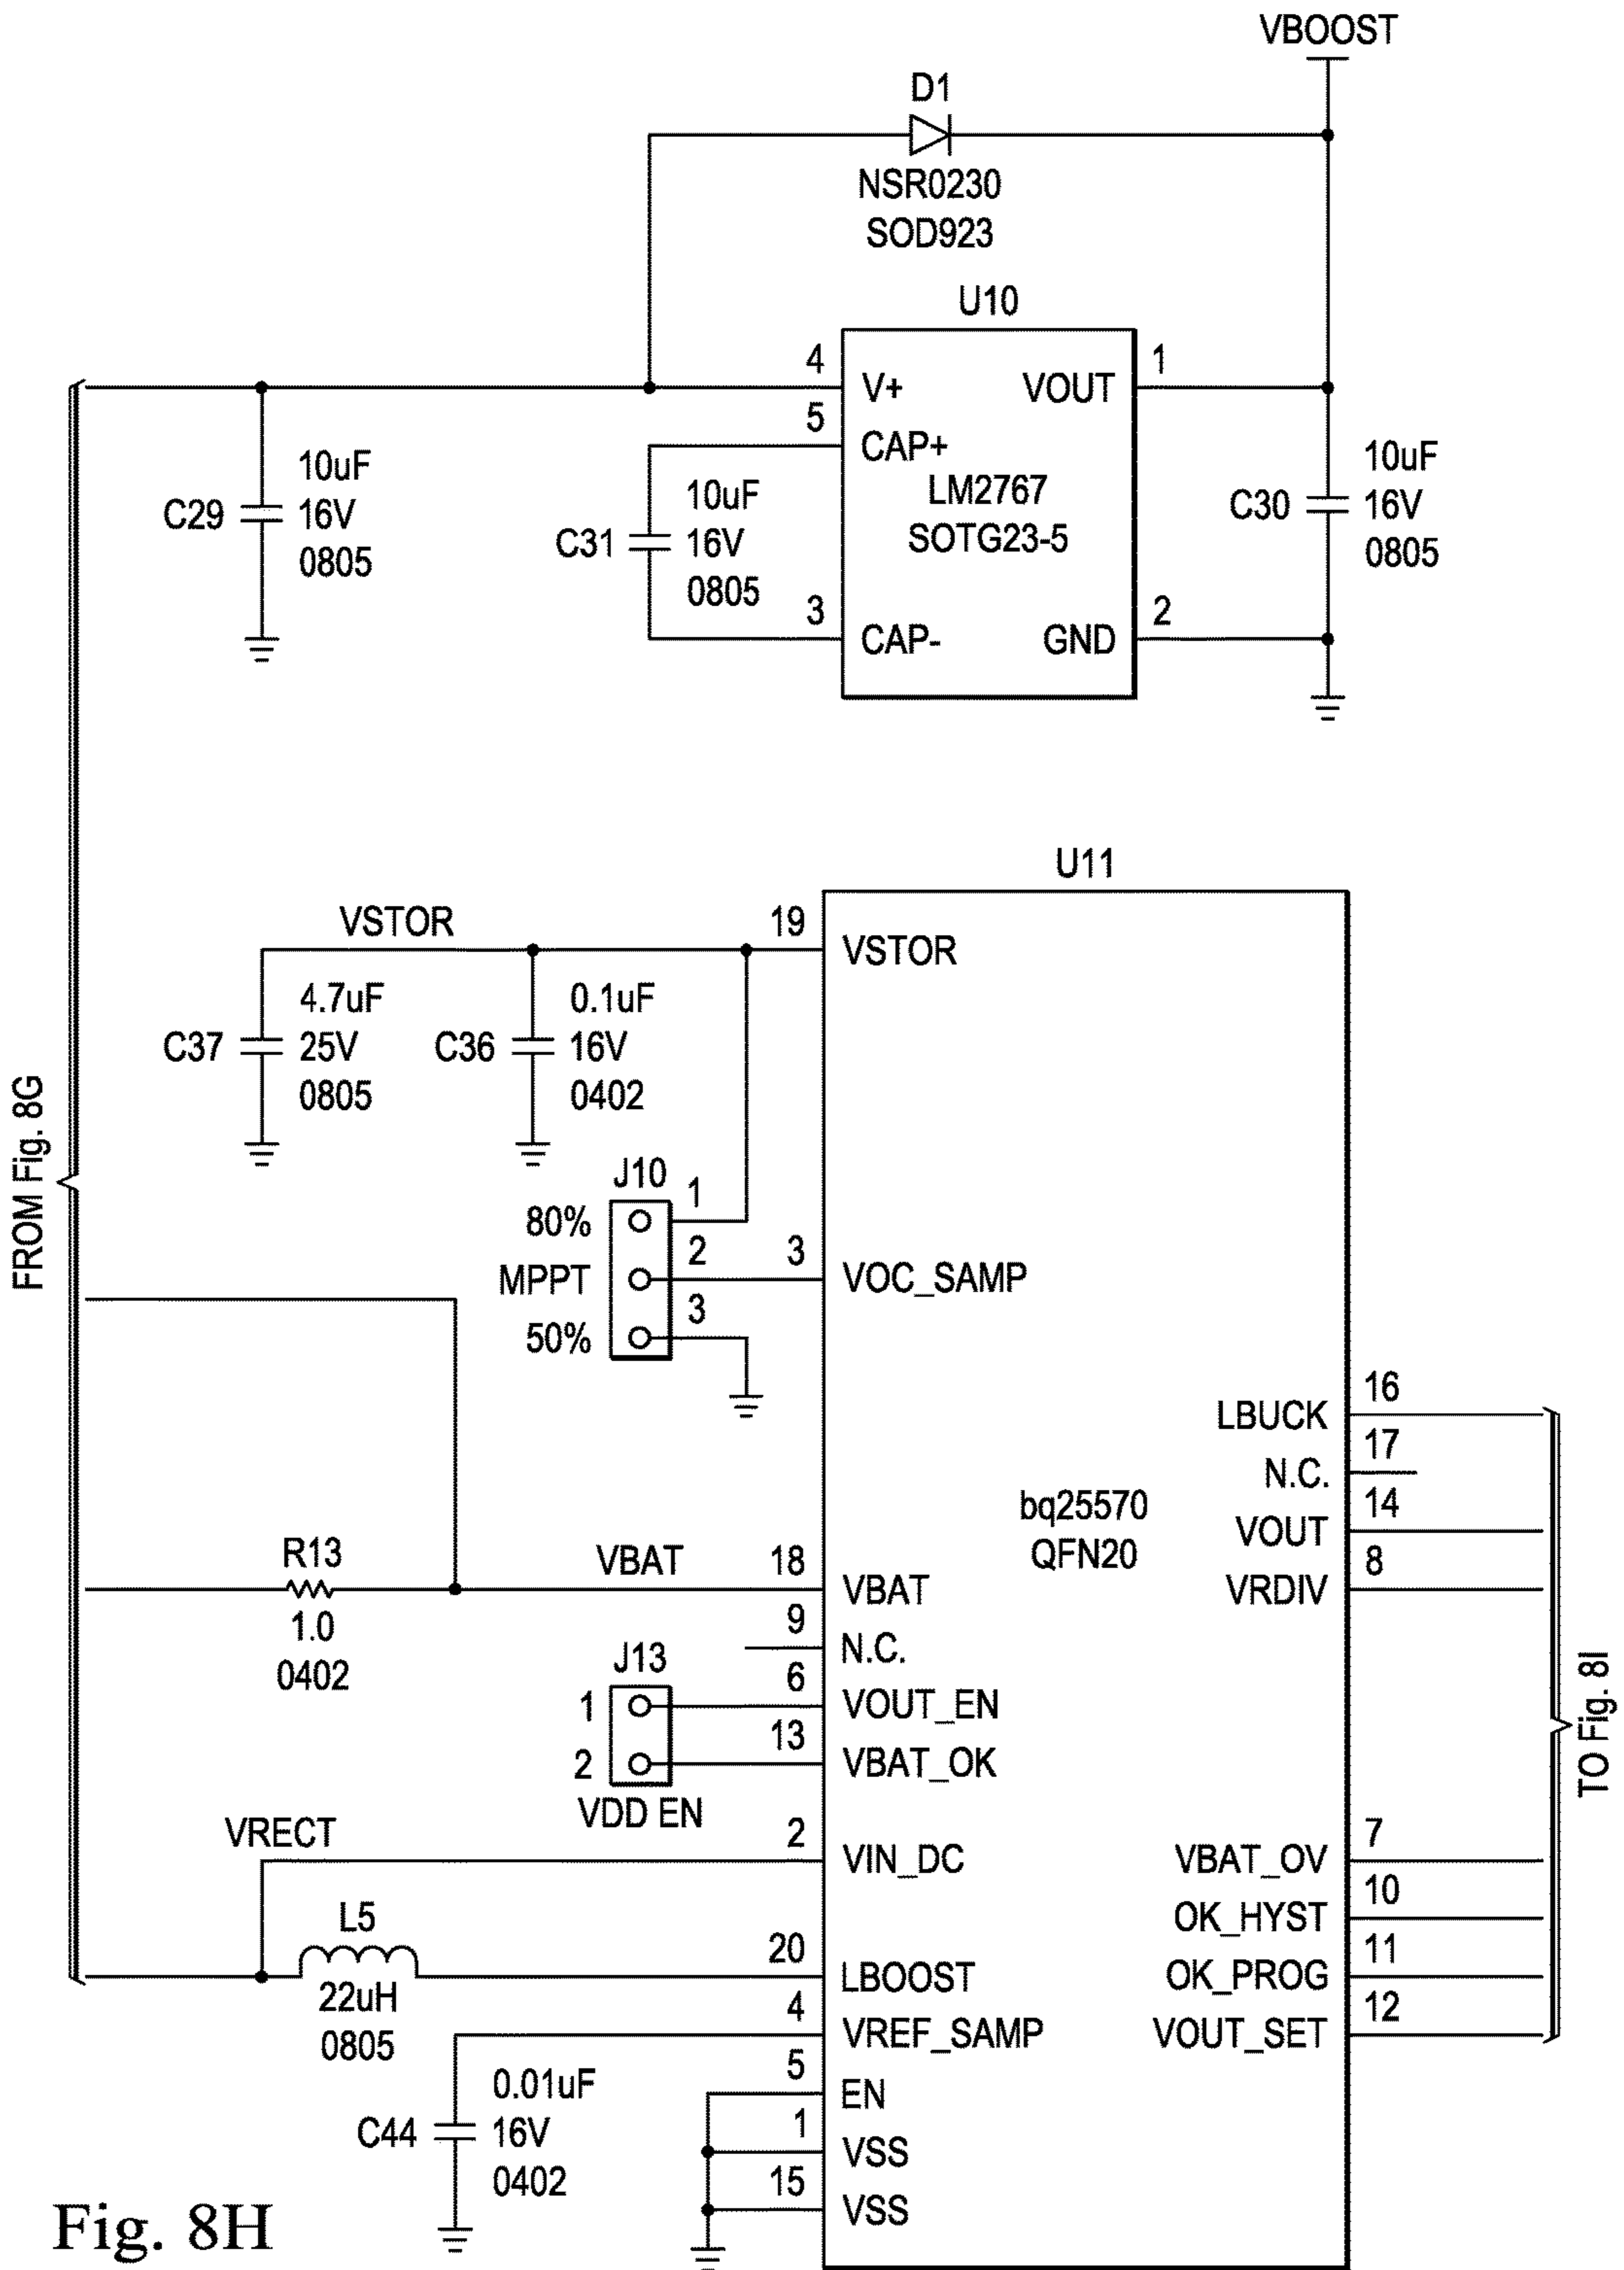 VBOOST
D1
NSR0230
SOD923
U10
4
V+
VOUT
1
5
CAP+
LM2767
SOTG23-5
3
CAP-
GND
2
10uF
C29
16V
0805
10uF
C31
16V
0805
10uF
C30
16V
0805
U11
VSTOR
19
VSTOR
4.7uF
C37
25V
0805
0.1uF
C36
16V
0402
FROM Fig. 8G
J10
80%
1
MPPT
2
3
VOC_SAMP
50%
3
16
LBUCK
17
N.C.
bq25570
QFN20
14
VOUT
8
VRDIV
R13
1.0
0402
VBAT
18
VBAT
9
N.C.
J13
1
6
VOUT_EN
2
13
VBAT_OK
VDD EN
TO Fig. 8I
VRECT
2
VIN_DC
7
VBAT_OV
10
OK_HYST
L5
22uH
0805
20
LBOOST
11
OK_PROG
4
VREF_SAMP
12
VOUT_SET
0.01uF
C44
16V
0402
5
EN
1
VSS
15
VSS
Fig. 8H